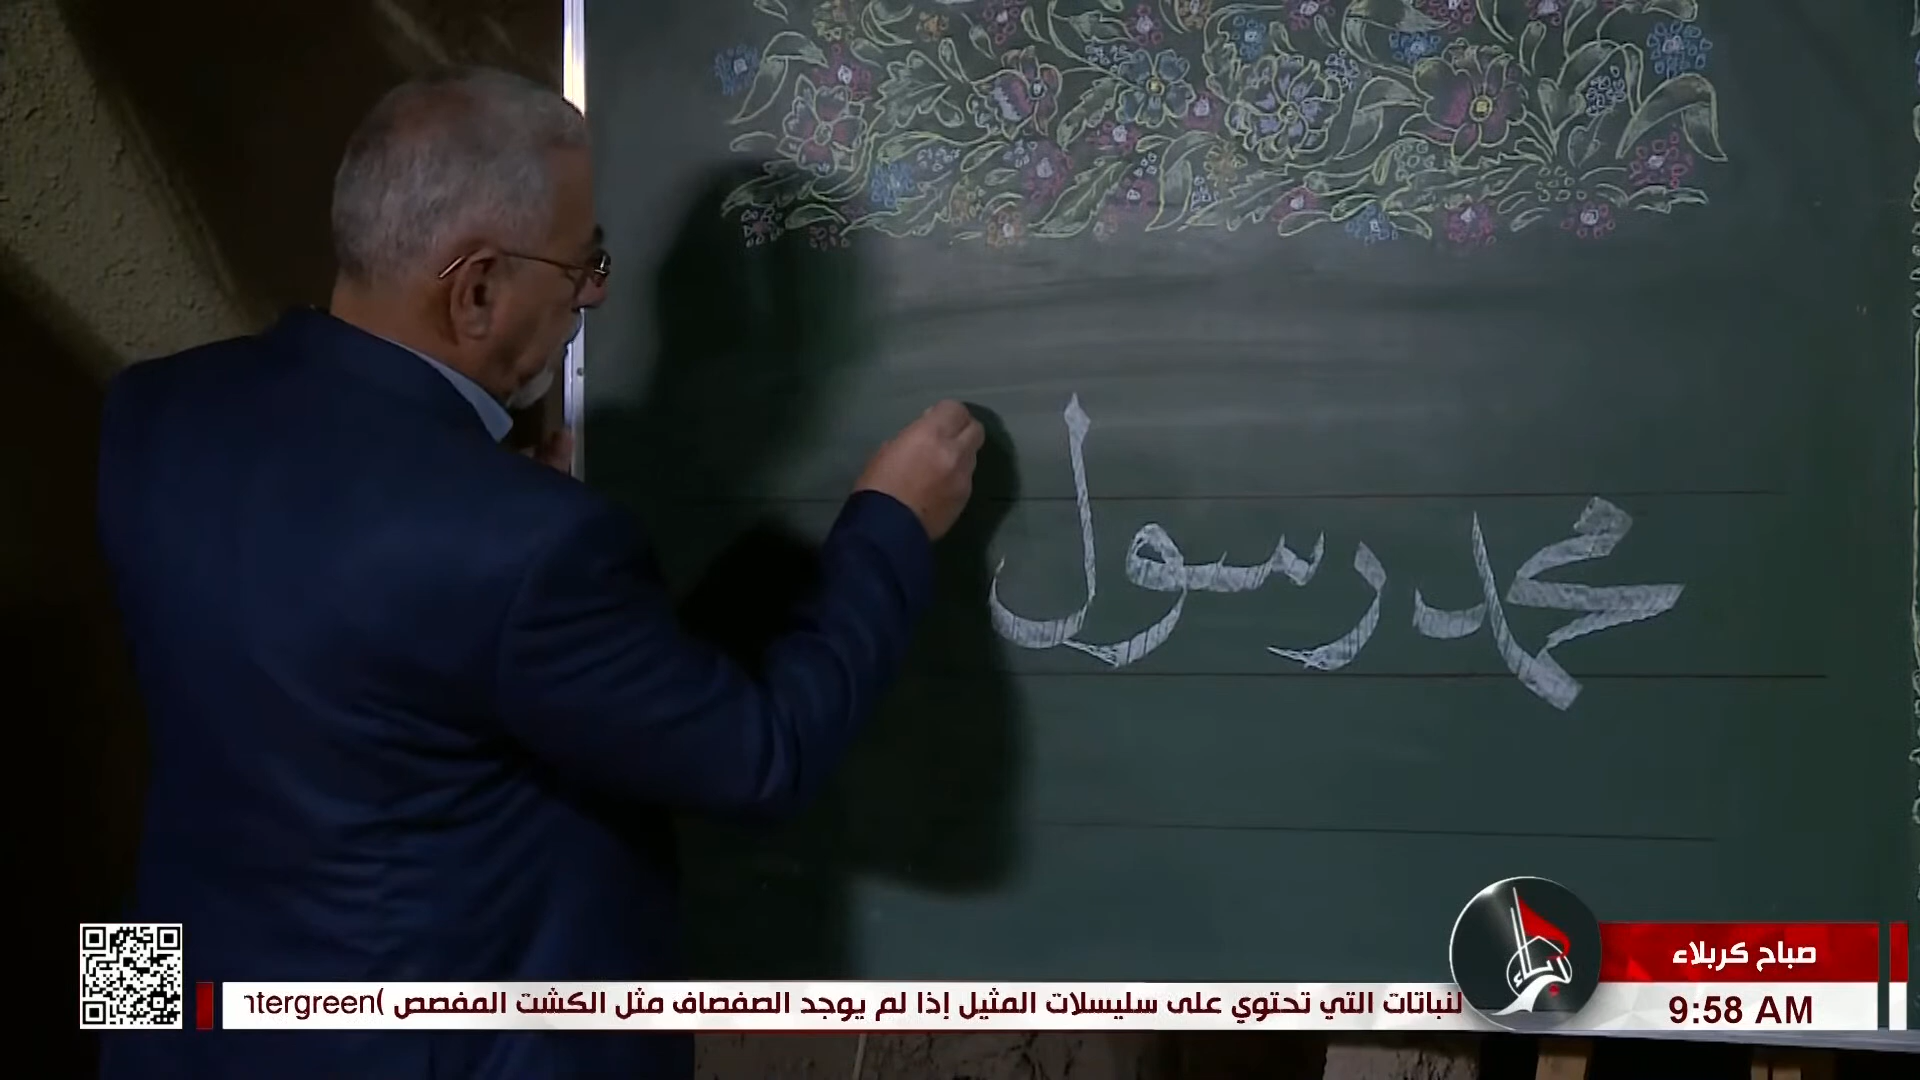 محمد رسول
صباح كربلاء
9:58 AM
كربلاء
لنباتات التي تحتوي على سليسلات المثيل إذا لم يوجد الصفصاف مثل الكشت المفصص (ntergreen